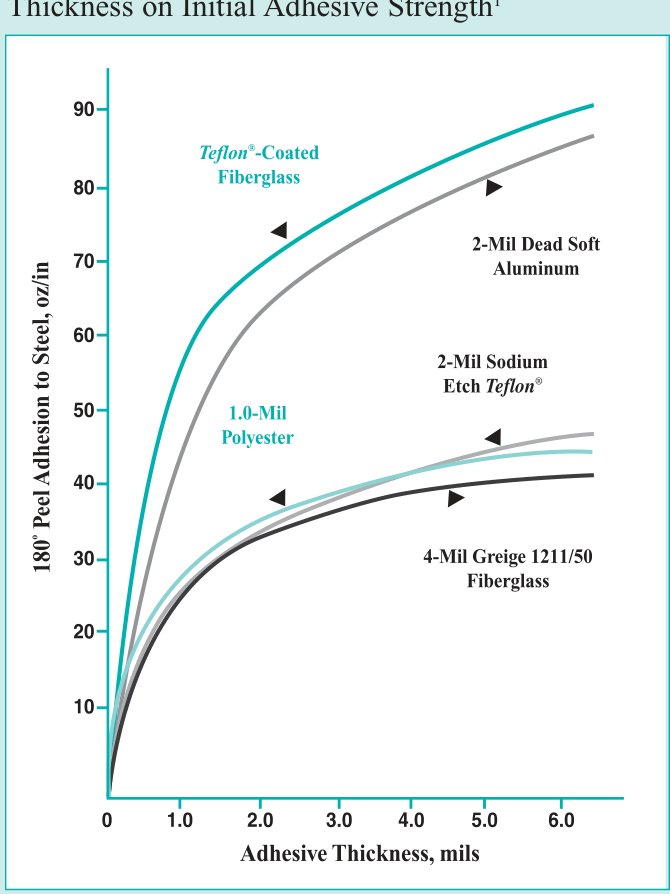 Thickness on Initial Adhesive Strength¹
90
Teflon®-Coated
Fiberglass
80
2-Mil Dead Soft
Aluminum
70
60
2-Mil Sodium
Etch Teflon®
50
1.0-Mil
Polyester
40
30
4-Mil Greige 1211/50
Fiberglass
20
10
180° Peel Adhesion to Steel, oz/in
0 1.0 2.0 3.0 4.0 5.0 6.0
Adhesive Thickness, mils